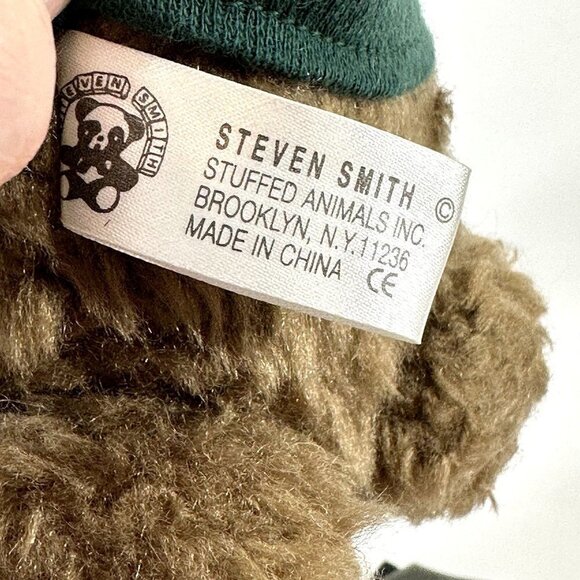 STEVEN SMITH
STEVEN SMITH ©
STUFFED ANIMALS INC.
BROOKLYN, N.Y. 11236
MADE IN CHINA CE